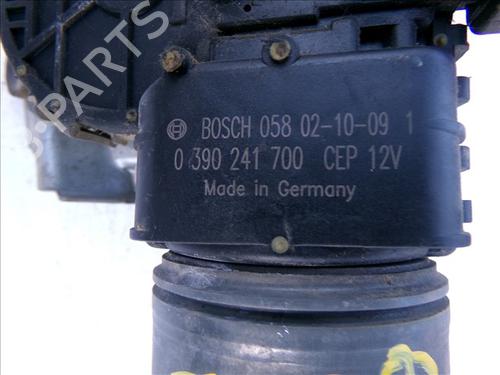 BOSCH 058 02-10-09 1
0 390 241 700 CEP 12V
Made in Germany